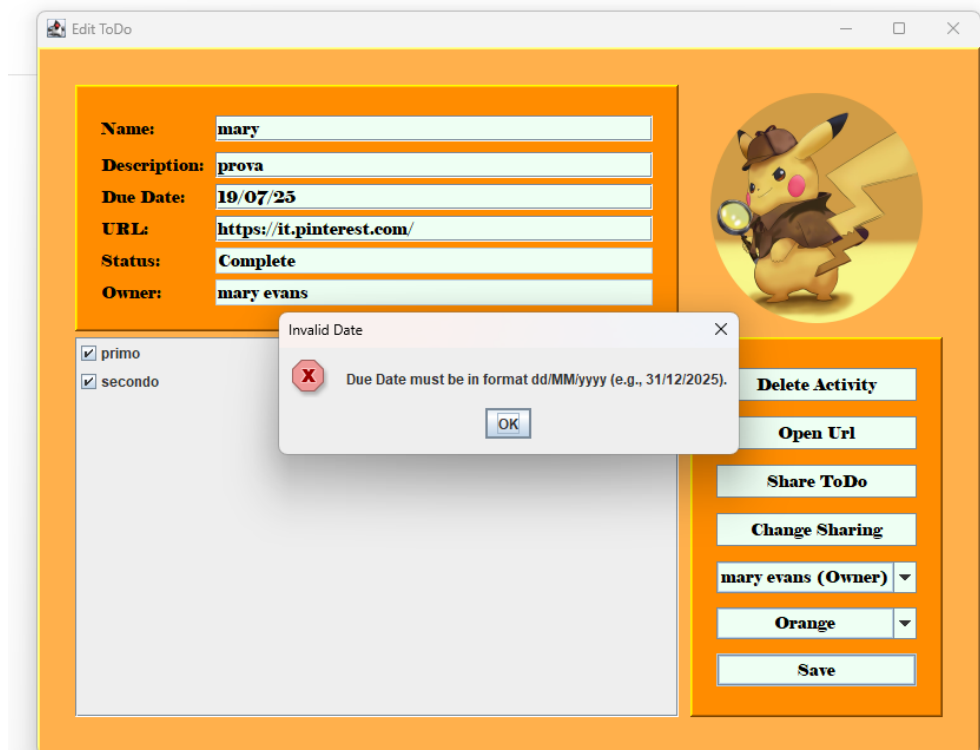 Edit ToDo
Name: mary
Description: prova
Due Date: 19/07/25
URL: https://it.pinterest.com/
Status: Complete
Owner: mary evans
Invalid Date
Due Date must be in format dd/MM/yyyy (e.g., 31/12/2025).
OK
primo
secondo
Delete Activity
Open Url
Share ToDo
Change Sharing
mary evans (Owner)
Orange
Save